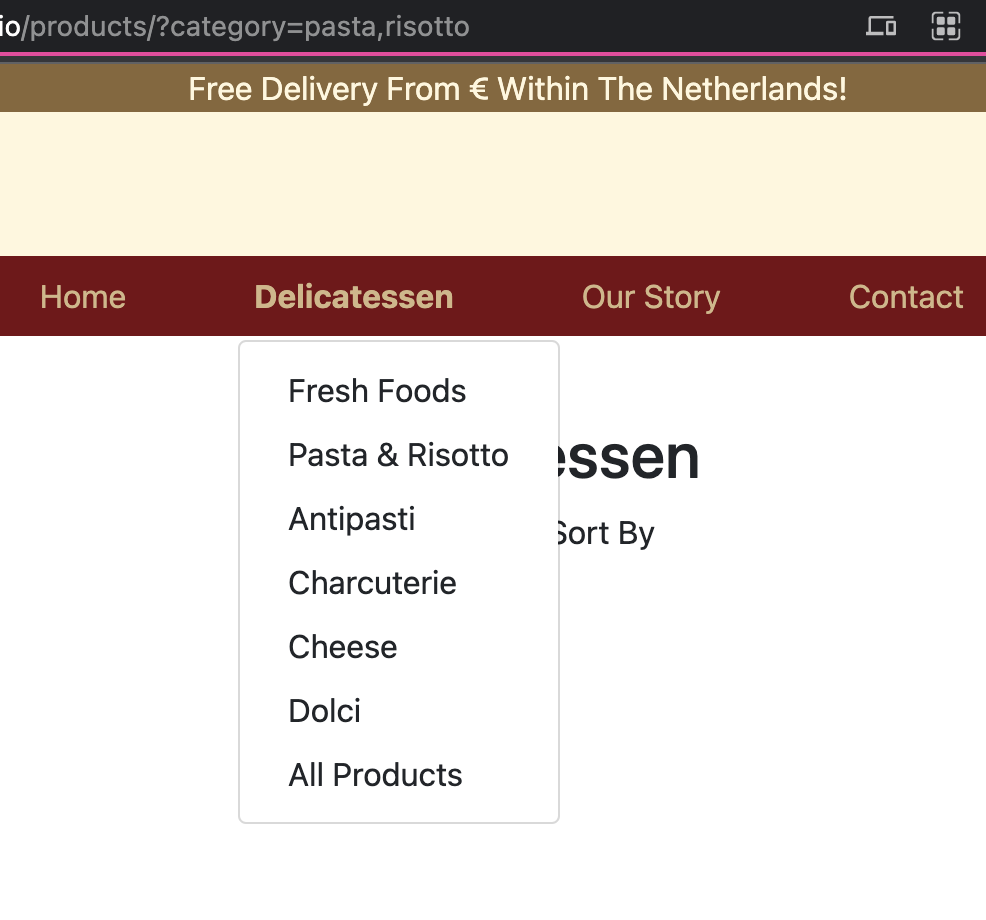 io/products/?category=pasta,risotto
Free Delivery From € Within The Netherlands!
Home Delicatessen Our Story Contact
Fresh Foods
Pasta & Risotto
essen
Antipasti
Sort By
Charcuterie
Cheese
Dolci
All Products